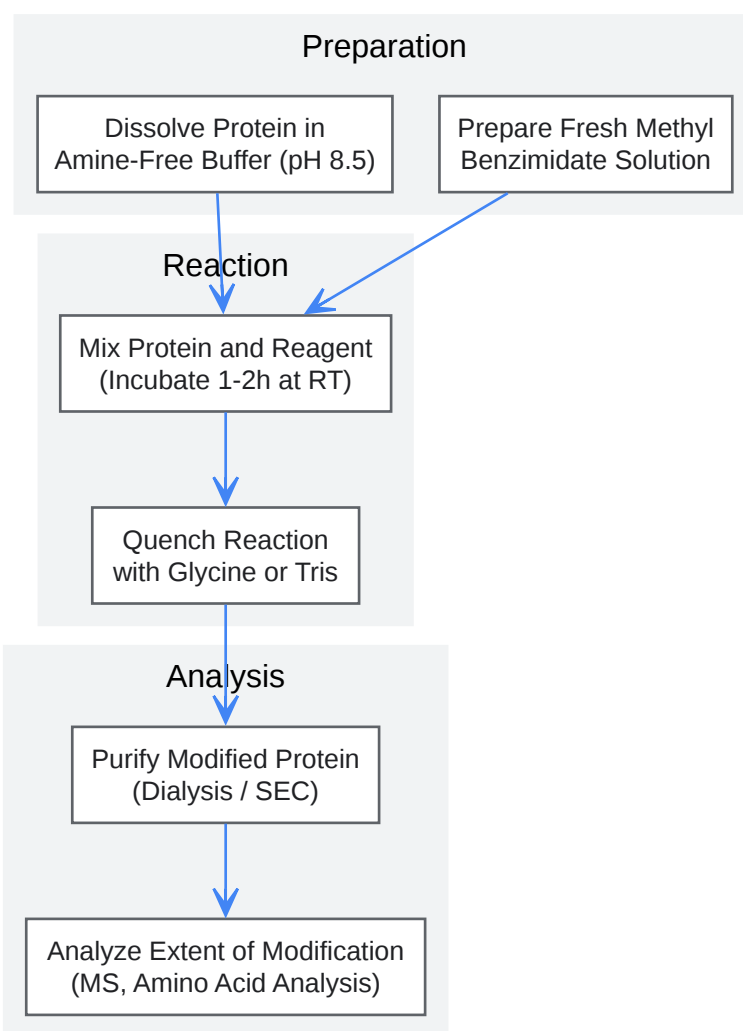 Preparation
Dissolve Protein in
Amine-Free Buffer (pH 8.5)
Prepare Fresh Methyl
Benzimidate Solution
Reaction
Mix Protein and Reagent
(Incubate 1-2h at RT)
Quench Reaction
with Glycine or Tris
Analysis
Purify Modified Protein
(Dialysis / SEC)
Analyze Extent of Modification
(MS, Amino Acid Analysis)